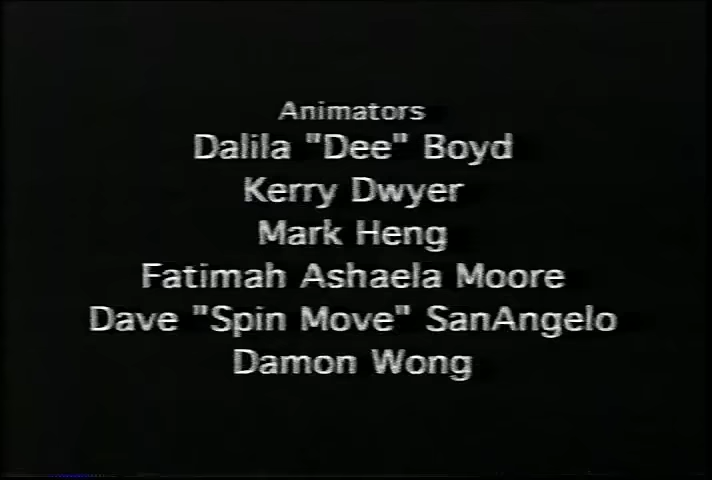 Animators
Dalila "Dee" Boyd
Kerry Dwyer
Mark Heng
Fatimah Ashaela Moore
Dave "Spin Move" SanAngelo
Damon Wong